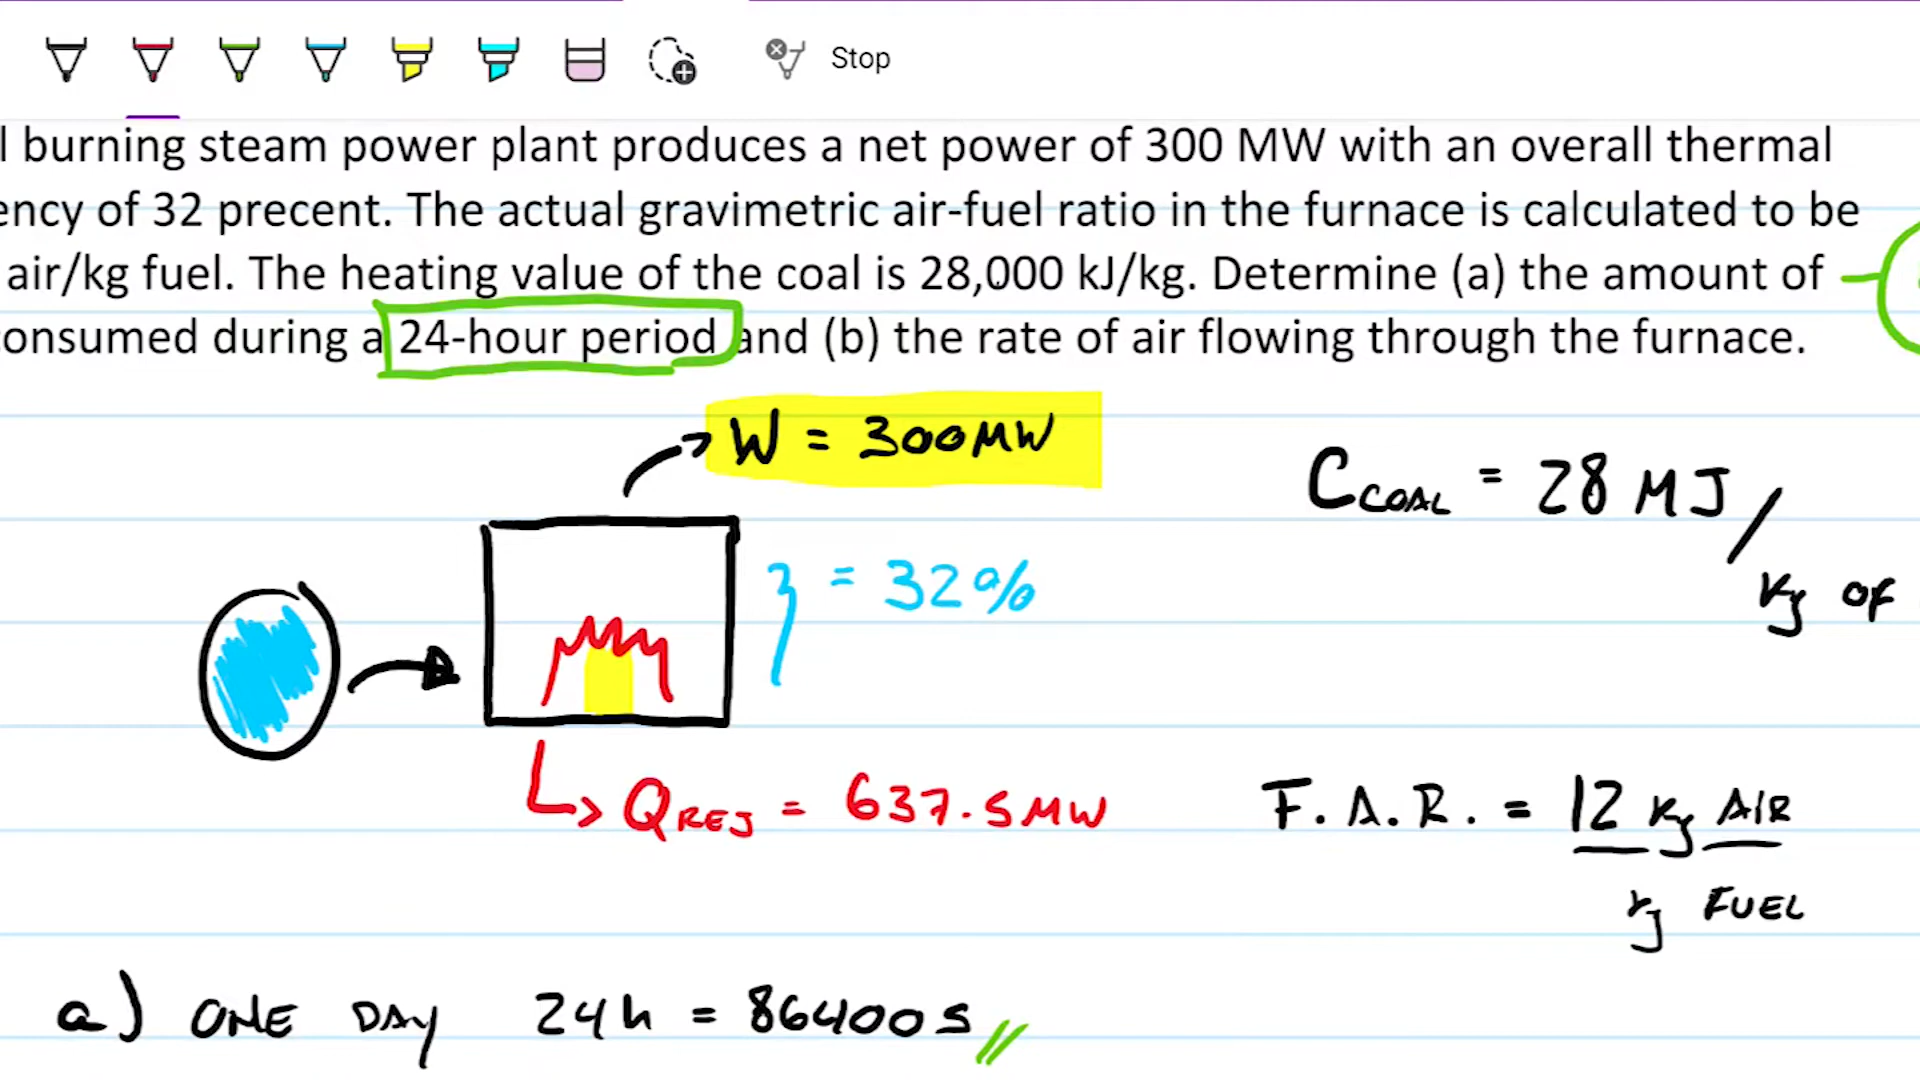 Stop
l burning steam power plant produces a net power of 300 MW with an overall thermal
ency of 32 precent. The actual gravimetric air-fuel ratio in the furnace is calculated to be
air/kg fuel. The heating value of the coal is 28,000 kJ/kg. Determine (a) the amount of
onsumed during a 24-hour period and (b) the rate of air flowing through the furnace.
W = 300MW
CCOAL = 28 MJ/
kg of
η = 32%
QREJ = 637.5MW
F.A.R. = 12 kg AIR
kg FUEL
a) ONE DAY 24h = 86400s